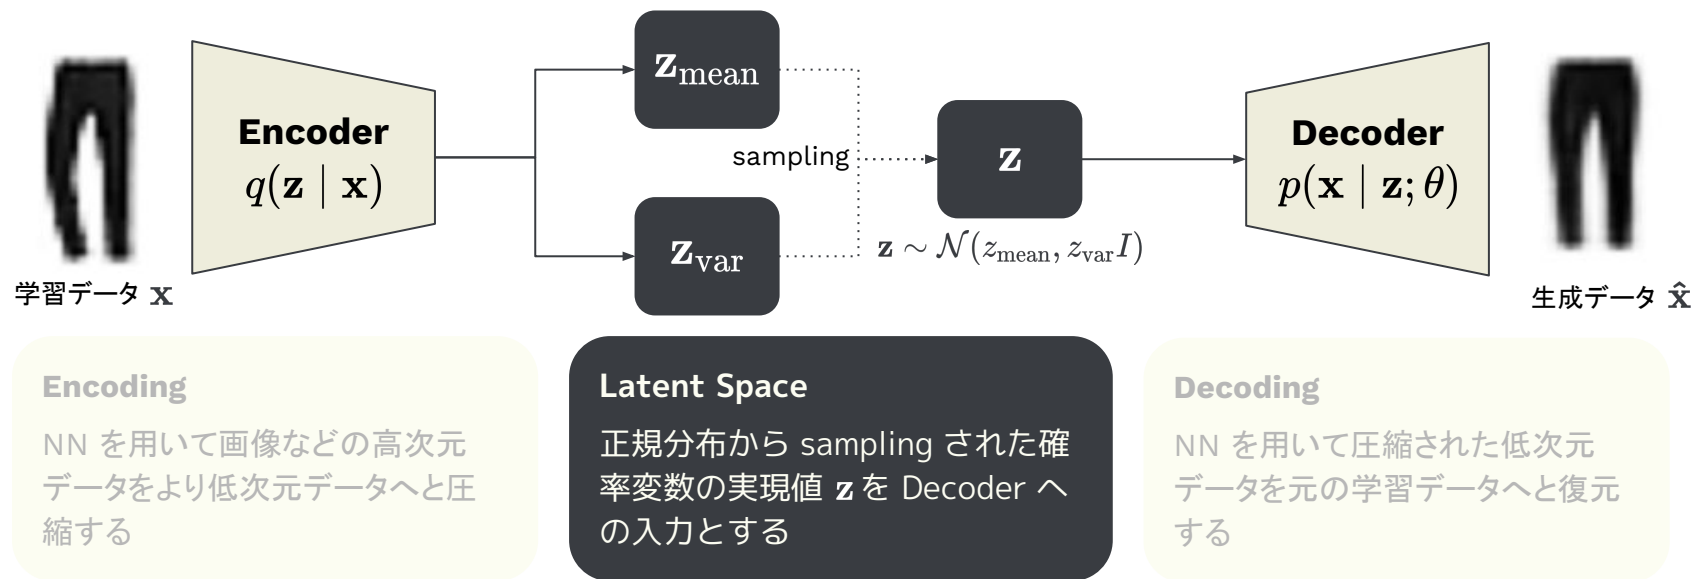 Encoder
q(z | x)
z_mean
z_var
sampling
z
z ∼ 𝒩(z_mean, z_var I)
Decoder
p(x | z; θ)
学習データ x
生成データ x̂
Encoding
NN を用いて画像などの高次元
データをより低次元データへと圧
縮する
Latent Space
正規分布から sampling された確
率変数の実現値 z を Decoder へ
の入力とする
Decoding
NN を用いて圧縮された低次元
データを元の学習データへと復元
する